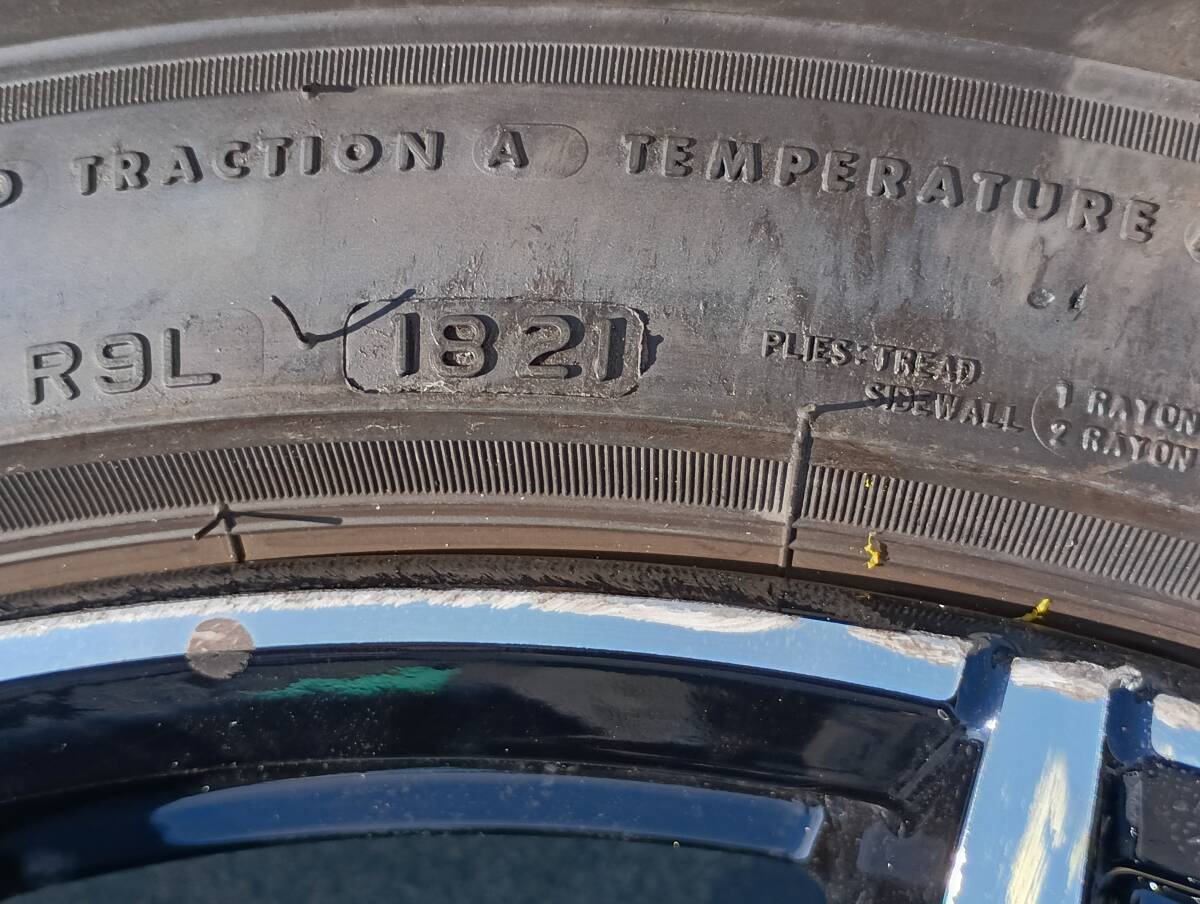 TRACTION A TEMPERATURE
R9L 1821
PLIES: TREAD 1 RAYON
SIDEWALL 2 RAYON